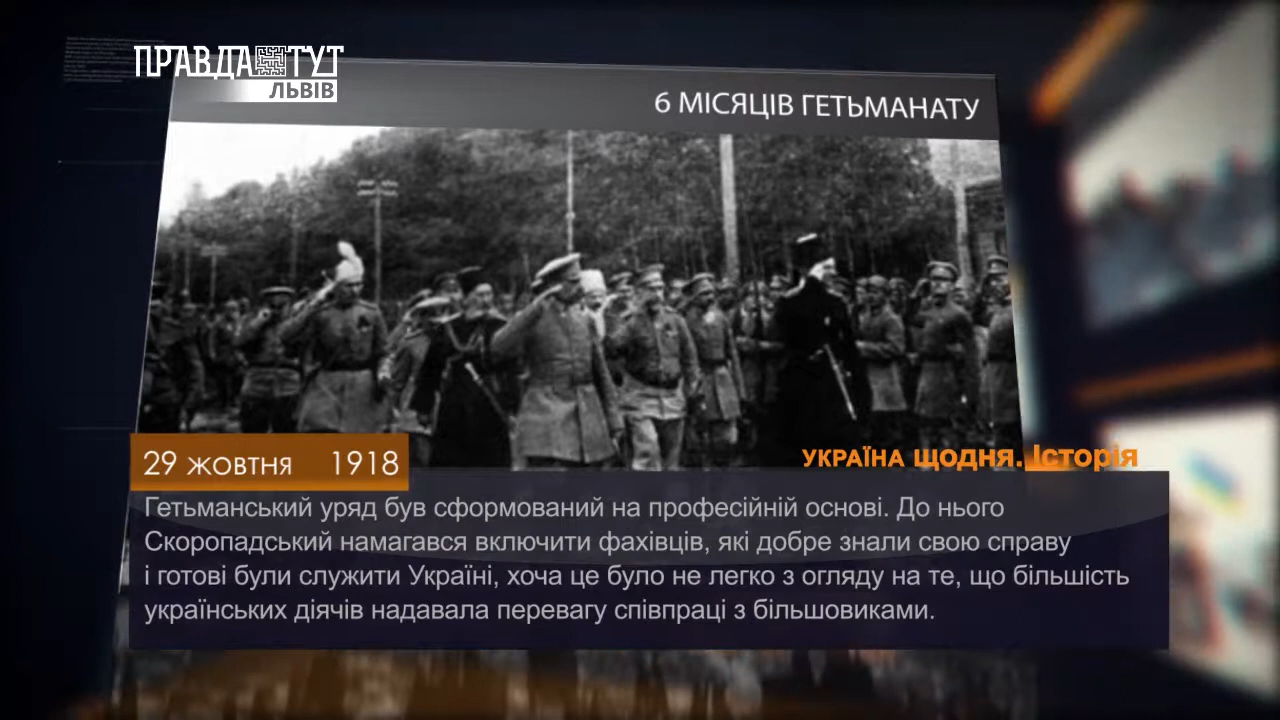 ПРАВДА ТУТ
ЛЬВІВ
6 МІСЯЦІВ ГЕТЬМАНАТУ
29 ЖОВТНЯ 1918
УКРАЇНА ЩОДНЯ. Історія
Гетьманський уряд був сформований на професійній основі. До нього
Скоропадський намагався включити фахівців, які добре знали свою справу
і готові були служити Україні, хоча це було не легко з огляду на те, що більшість
українських діячів надавала перевагу співпраці з більшовиками.